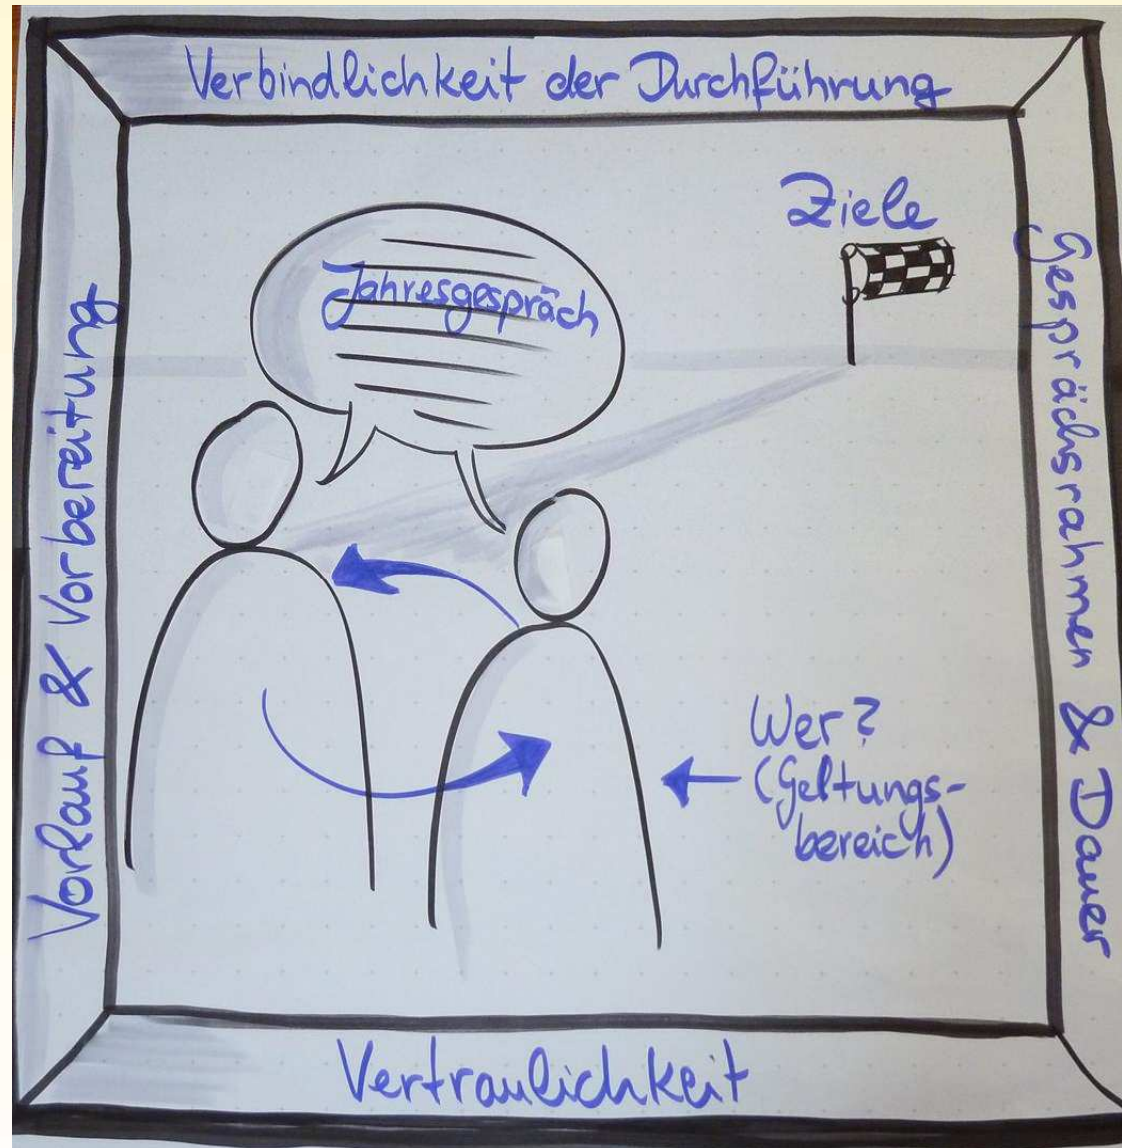 Verbindlichkeit der Durchführung
Ziele
Jahresgespräch
Vorlauf & Vorbereitung
Gesprächsrahmen & Dauer
Wer?
(Geltungs-
bereich)
Vertraulichkeit